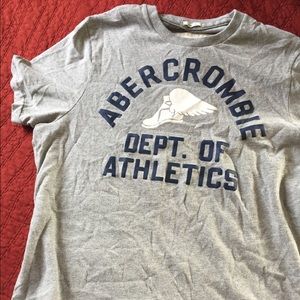 ABERCROMBIE
DEPT. OF
ATHLETICS